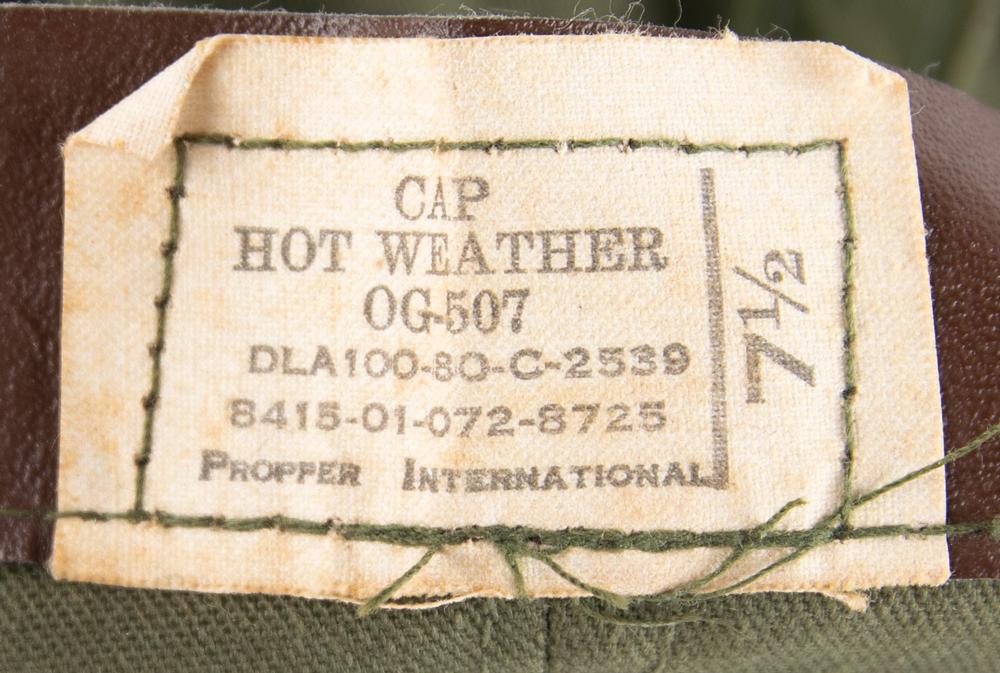 CAP
HOT WEATHER
OG-507
DLA100-80-C-2539
8415-01-072-8725
PROPPER INTERNATIONAL
7½